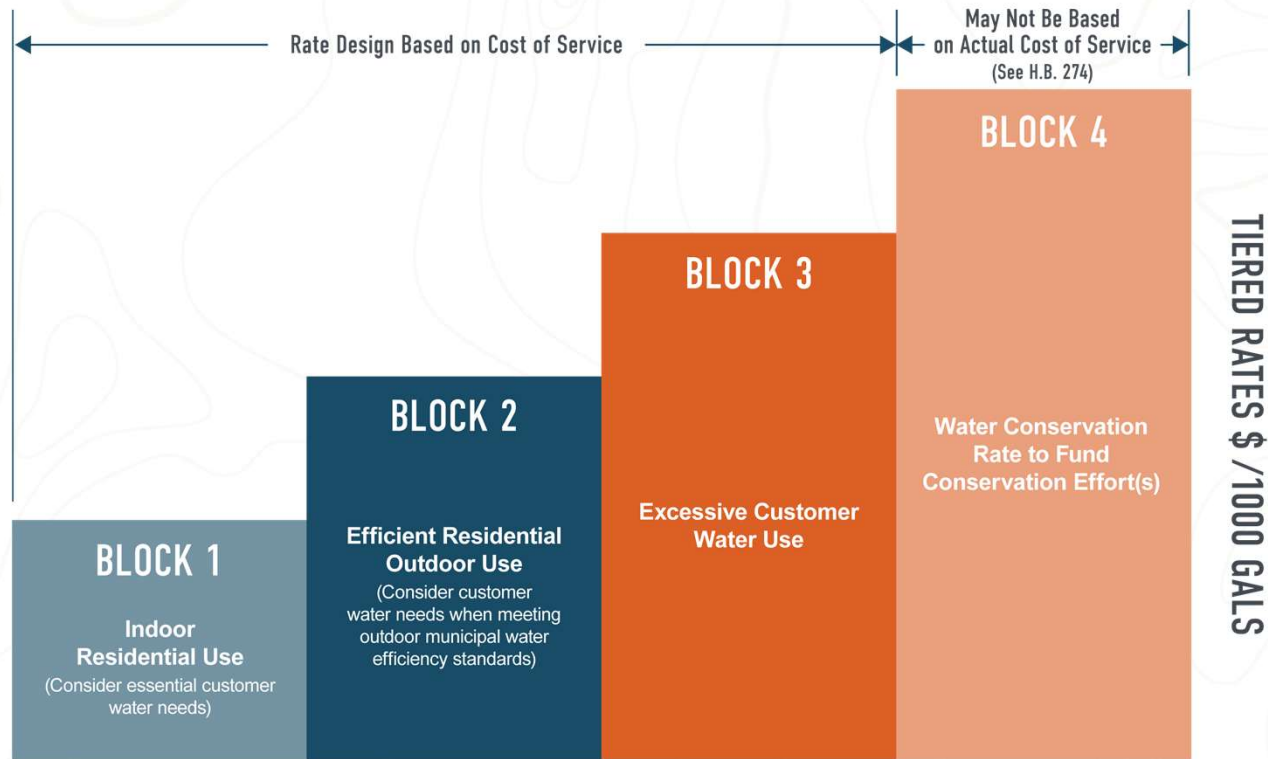 Rate Design Based on Cost of Service
May Not Be Based
on Actual Cost of Service
(See H.B. 274)
BLOCK 1
Indoor
Residential Use
(Consider essential customer
water needs)
BLOCK 2
Efficient Residential
Outdoor Use
(Consider customer
water needs when meeting
outdoor municipal water
efficiency standards)
BLOCK 3
Excessive Customer
Water Use
BLOCK 4
Water Conservation
Rate to Fund
Conservation Effort(s)
TIERED RATES $ /1000 GALS